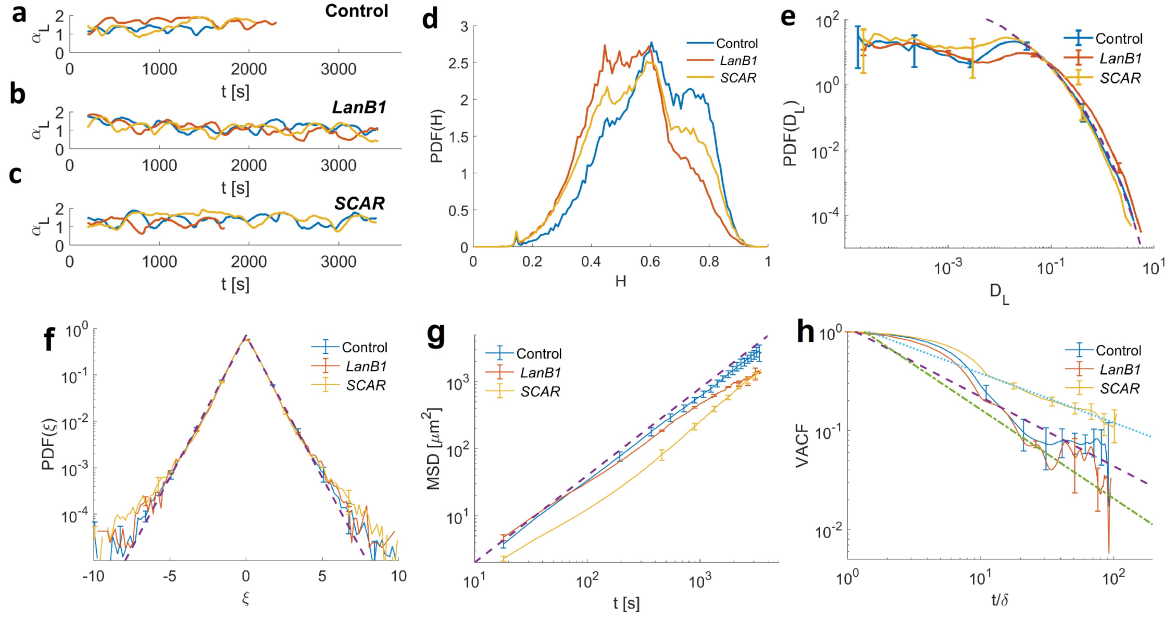 a
Control
α_L
2
1
0
0
1000
2000
3000
t [s]
b
LanB1
α_L
2
1
0
0
1000
2000
3000
t [s]
c
SCAR
α_L
2
1
0
0
1000
2000
3000
t [s]
d
Control
LanB1
SCAR
PDF(H)
3
2.5
2
1.5
1
0.5
0
0
0.2
0.4
0.6
0.8
1
H
e
Control
LanB1
SCAR
PDF(D_L)
10^2
10^0
10^-2
10^-4
10^-3
10^-1
10^1
D_L
f
Control
LanB1
SCAR
PDF(ξ)
10^0
10^-1
10^-2
10^-3
10^-4
-10
-5
0
5
10
ξ
g
Control
LanB1
SCAR
MSD [μm^2]
10^3
10^2
10^1
10^1
10^2
10^3
t [s]
h
Control
LanB1
SCAR
VACF
10^0
10^-1
10^-2
10^0
10^1
10^2
t/δ